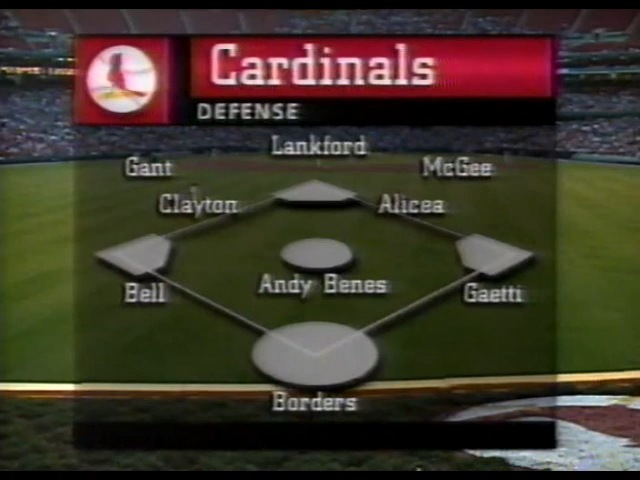 Cardinals
DEFENSE
Lankford
Gant McGee
Clayton Alicea
Andy Benes
Bell Gaetti
Borders